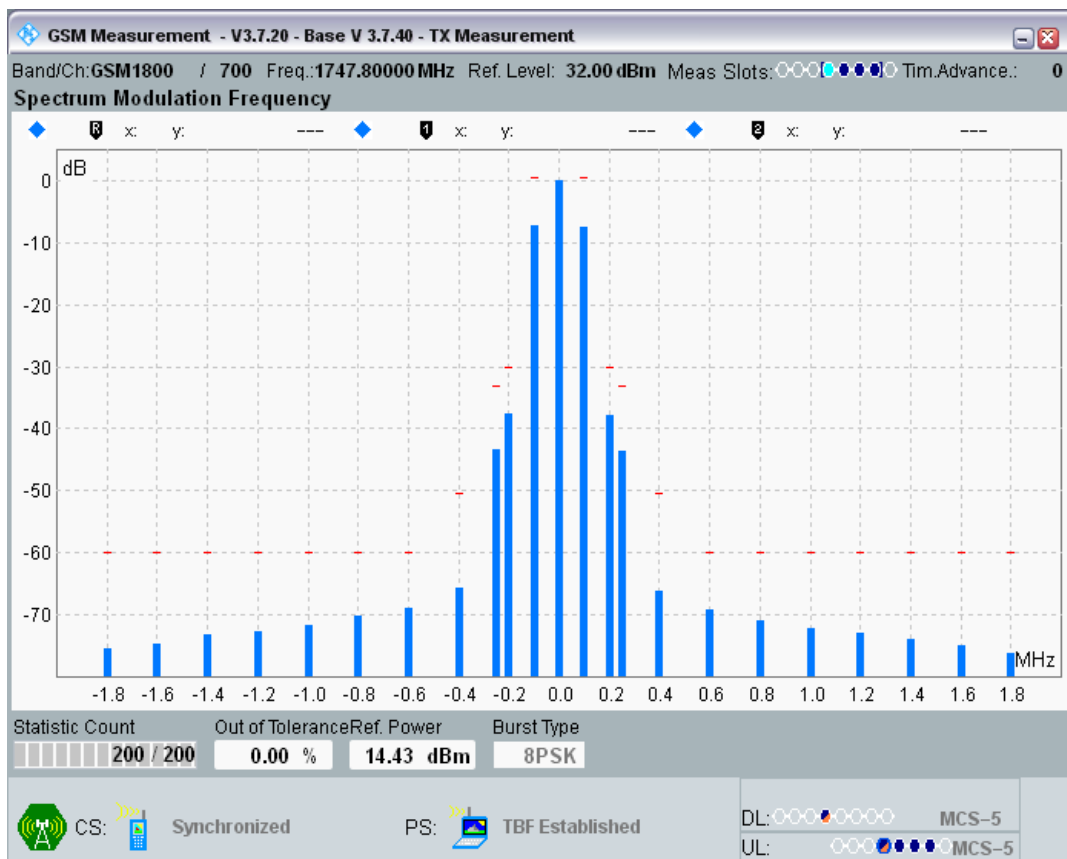 GSM Measurement - V3.7.20 - Base V 3.7.40 - TX Measurement
Band/Ch:GSM1800 / 700 Freq.:1747.80000 MHz Ref. Level: 32.00 dBm Meas Slots: Tim.Advance.: 0
Spectrum Modulation Frequency
R x: y: --- 1 x: y: --- 2 x: y: ---
dB
0
-10
-20
-30
-40
-50
-60
-70
MHz
-1.8 -1.6 -1.4 -1.2 -1.0 -0.8 -0.6 -0.4 -0.2 0.0 0.2 0.4 0.6 0.8 1.0 1.2 1.4 1.6 1.8
Statistic Count Out of Tolerance Ref. Power Burst Type
200 / 200 0.00 % 14.43 dBm 8PSK
CS: Synchronized PS: TBF Established
DL: MCS-5
UL: MCS-5